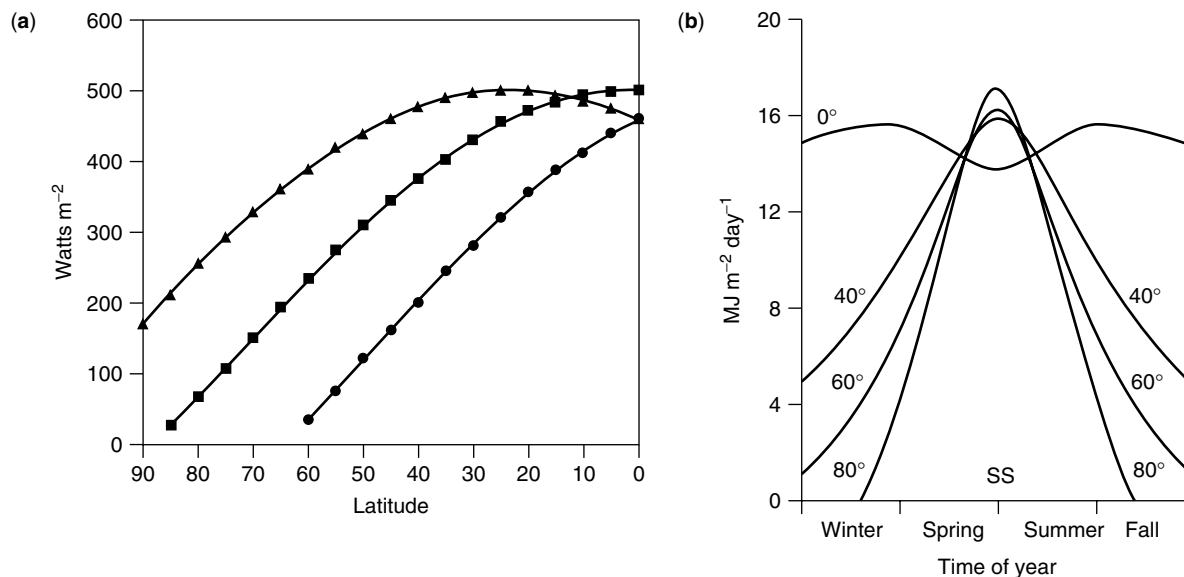 (a)
600
500
400
300
200
100
0
Watts m−2
90 80 70 60 50 40 30 20 10 0
Latitude
(b)
20
16
12
8
4
0
MJ m−2 day−1
0°
40° 40°
60° 60°
80° SS 80°
Winter Spring Summer Fall
Time of year